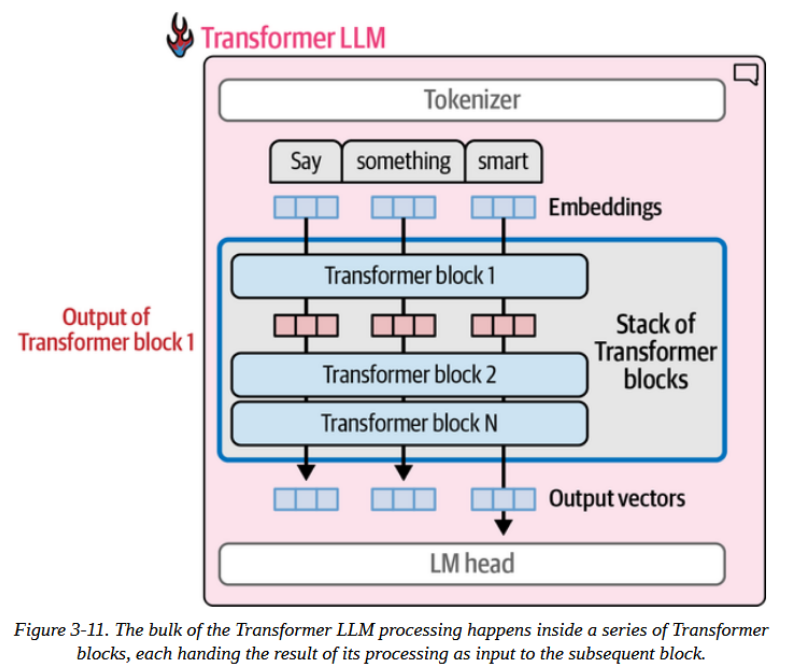 Transformer LLM
Tokenizer
Say something smart
Embeddings
Transformer block 1
Output of
Transformer block 1
Stack of
Transformer
blocks
Transformer block 2
Transformer block N
Output vectors
LM head
Figure 3-11. The bulk of the Transformer LLM processing happens inside a series of Transformer
blocks, each handing the result of its processing as input to the subsequent block.